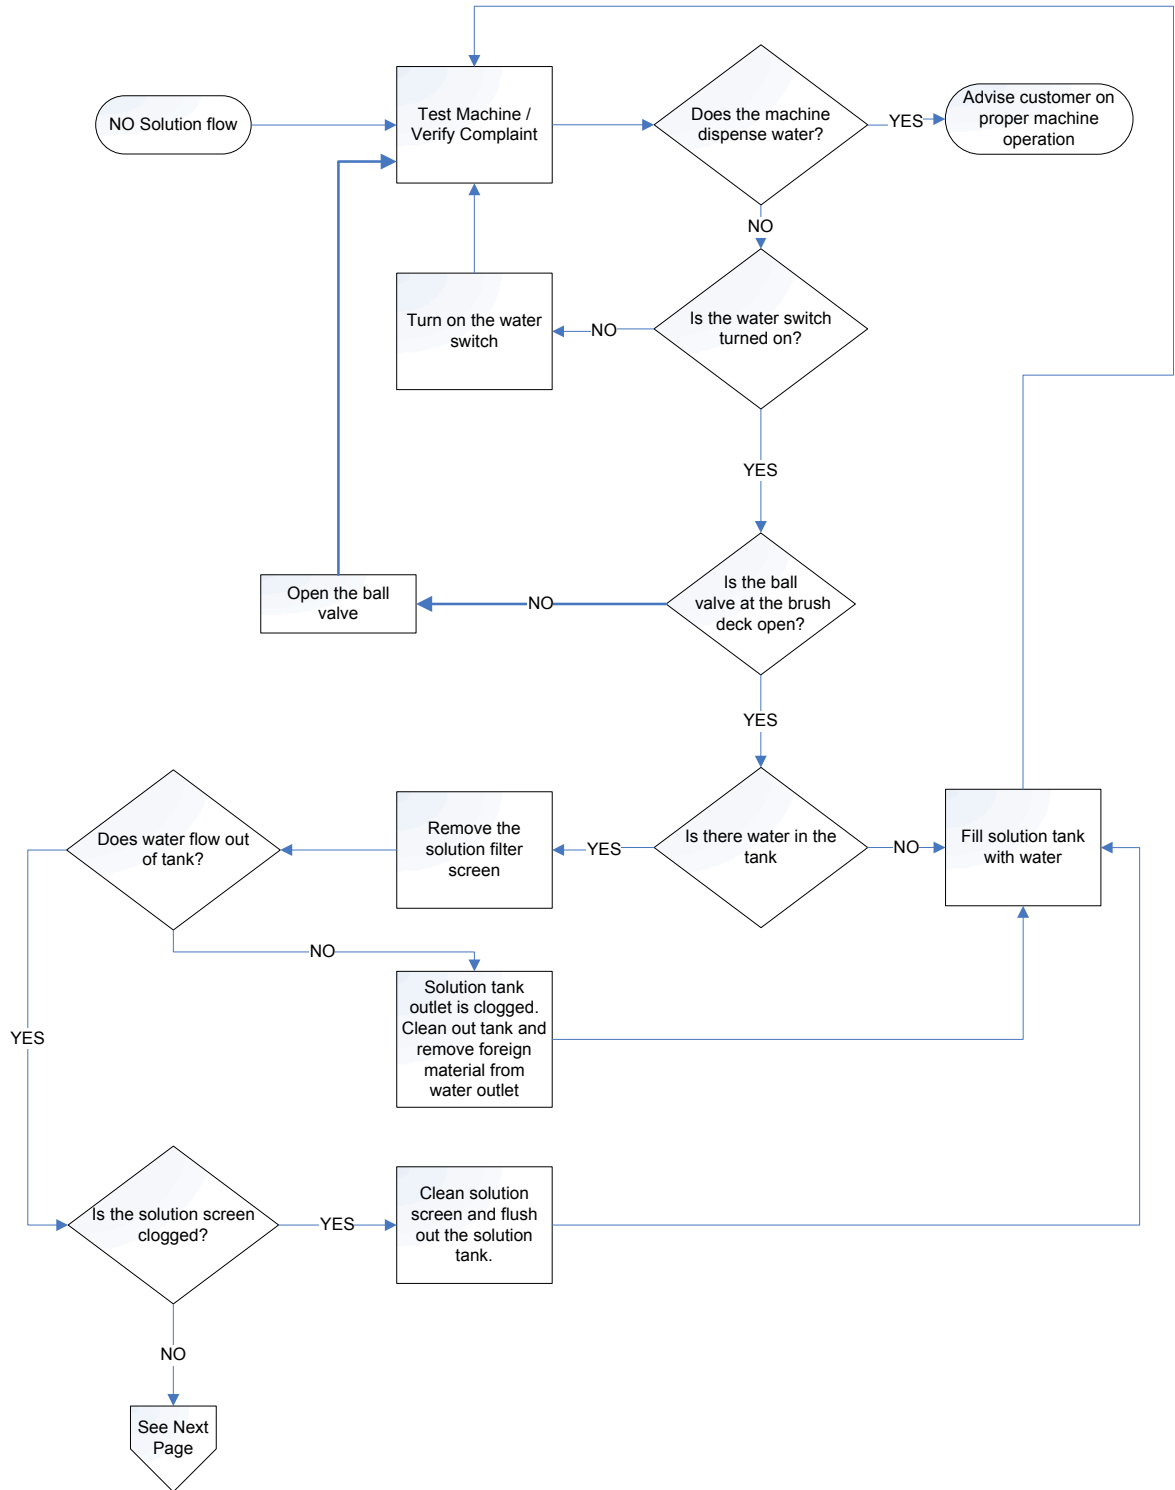 NO Solution flow
Test Machine /
Verify Complaint
Does the machine
dispense water?
YES
Advise customer on
proper machine
operation
NO
Turn on the water
switch
NO
Is the water switch
turned on?
YES
Open the ball
valve
NO
Is the ball
valve at the brush
deck open?
YES
Does water flow out
of tank?
Remove the
solution filter
screen
YES
Is there water in the
tank
NO
Fill solution tank
with water
NO
Solution tank
outlet is clogged.
Clean out tank and
remove foreign
material from
water outlet
YES
Is the solution screen
clogged?
YES
Clean solution
screen and flush
out the solution
tank.
NO
See Next
Page